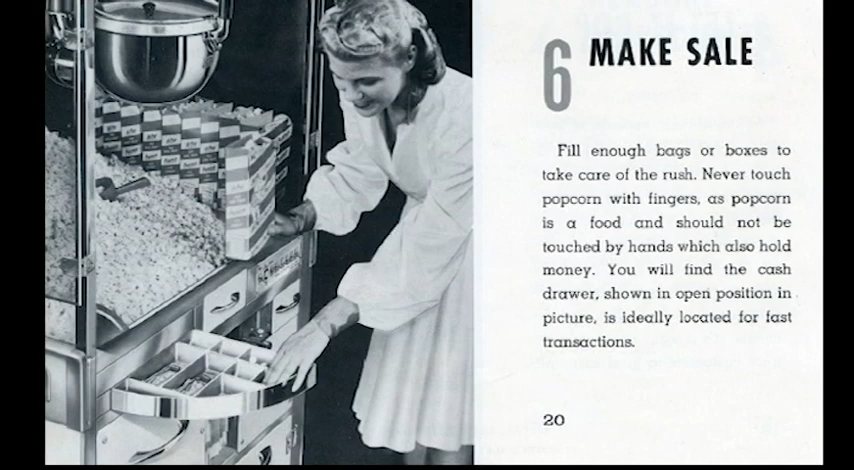 6 MAKE SALE
Fill enough bags or boxes to
take care of the rush. Never touch
popcorn with fingers, as popcorn
is a food and should not be
touched by hands which also hold
money. You will find the cash
drawer, shown in open position in
picture, is ideally located for fast
transactions.
20